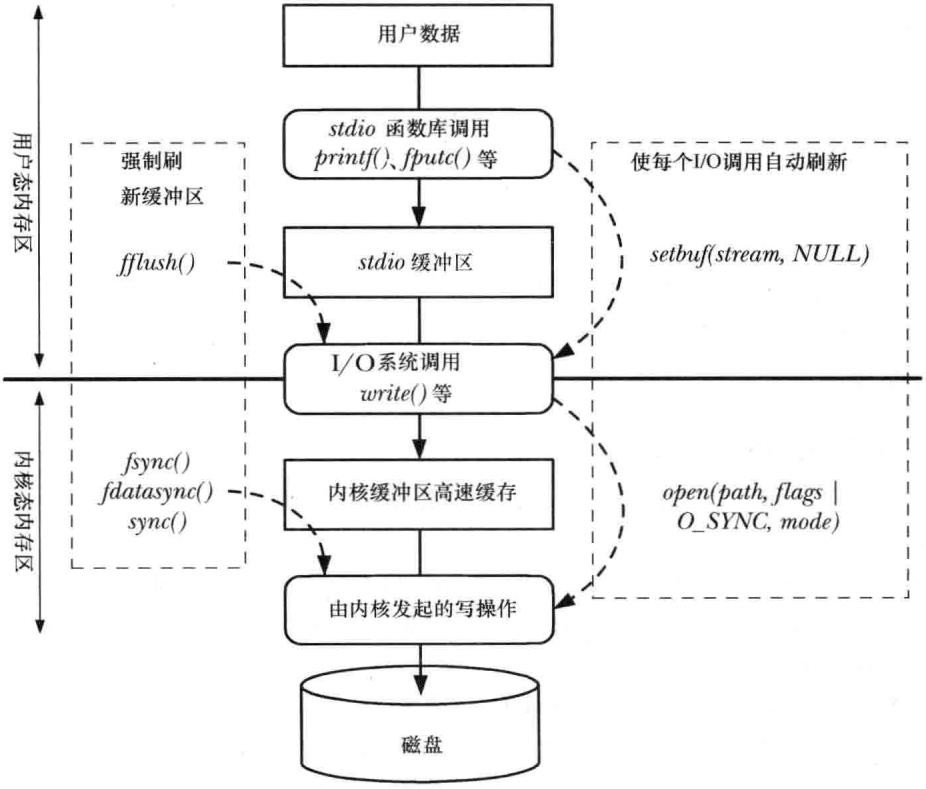 用户数据
stdio 函数库调用
printf()、fputc() 等
用户态内存区
强制刷
新缓冲区
fflush()
stdio 缓冲区
使每个I/O调用自动刷新
setbuf(stream, NULL)
I/O系统调用
write() 等
内核态内存区
fsync()
fdatasync()
sync()
内核缓冲区高速缓存
open(path, flags |
O_SYNC, mode)
由内核发起的写操作
磁盘